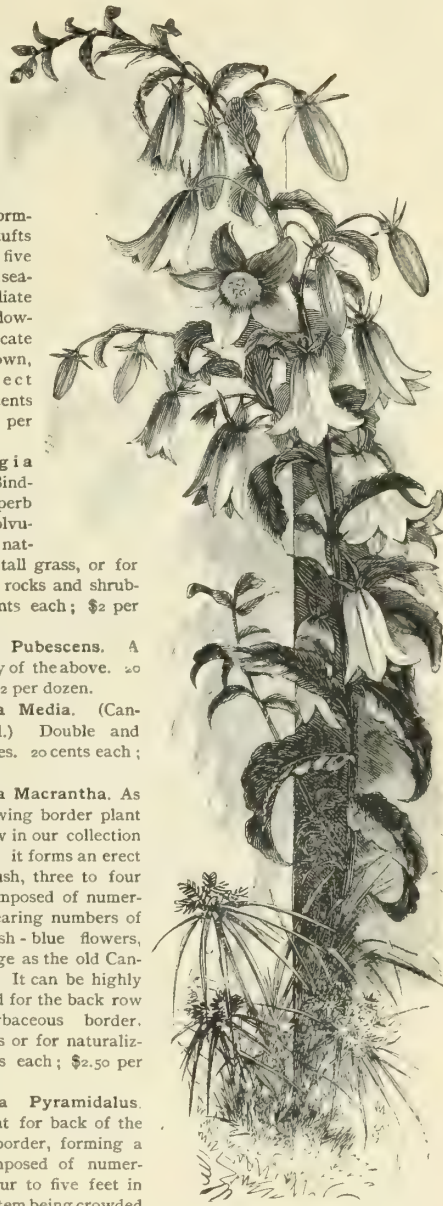 orm-
tufts
five
sea-
diate
low-
cate
own,
ect
ents
per
gia
Bind-
perb
olvu-
nat-
tall grass, or for
rocks and shrub-
nts each; $2 per
Pubescens. A
y of the above. 20
2 per dozen.
a Media. (Can-
l.) Double and
es. 20 cents each;
a Macrantha. As
wing border plant
w in our collection
it forms an erect
ush, three to four
mposed of numer-
earing numbers of
sh-blue flowers,
ge as the old Can-
It can be highly
d for the back row
rbaceous border.
s or for naturaliz-
s each; $2.50 per
a Pyramidalus.
nt for back of the
border, forming a
mposed of numer-
ur to five feet in
tem being crowded